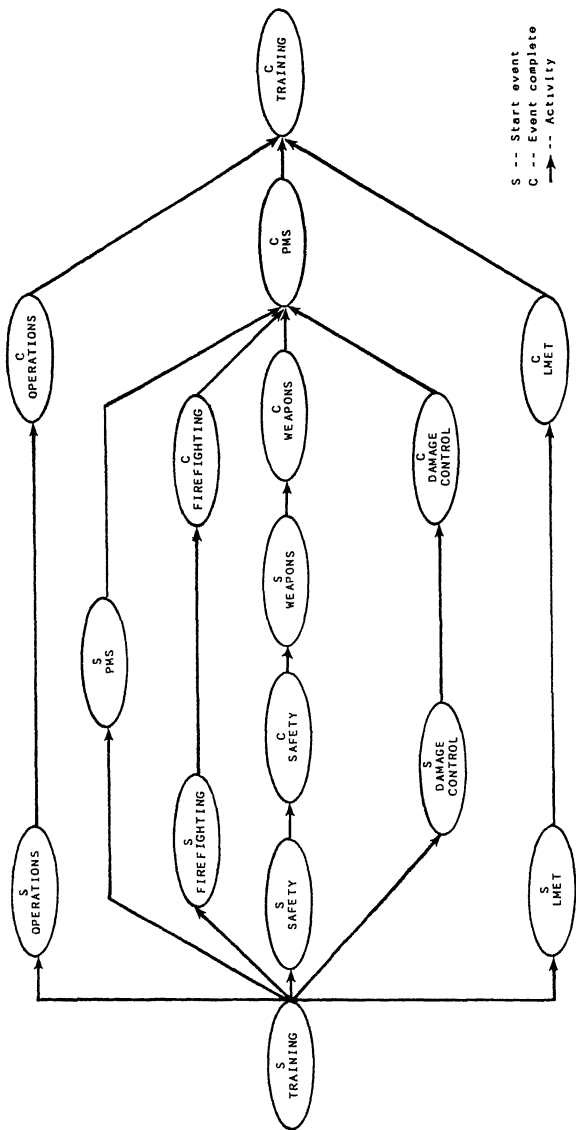 S
TRAINING
S
OPERATIONS
C
OPERATIONS
S
PMS
S
FIREFIGHTING
C
FIREFIGHTING
S
SAFETY
C
SAFETY
S
WEAPONS
C
WEAPONS
S
DAMAGE
CONTROL
C
DAMAGE
CONTROL
S
LMET
C
LMET
C
PMS
C
TRAINING
S -- Start event
C -- Event complete
-- Activity